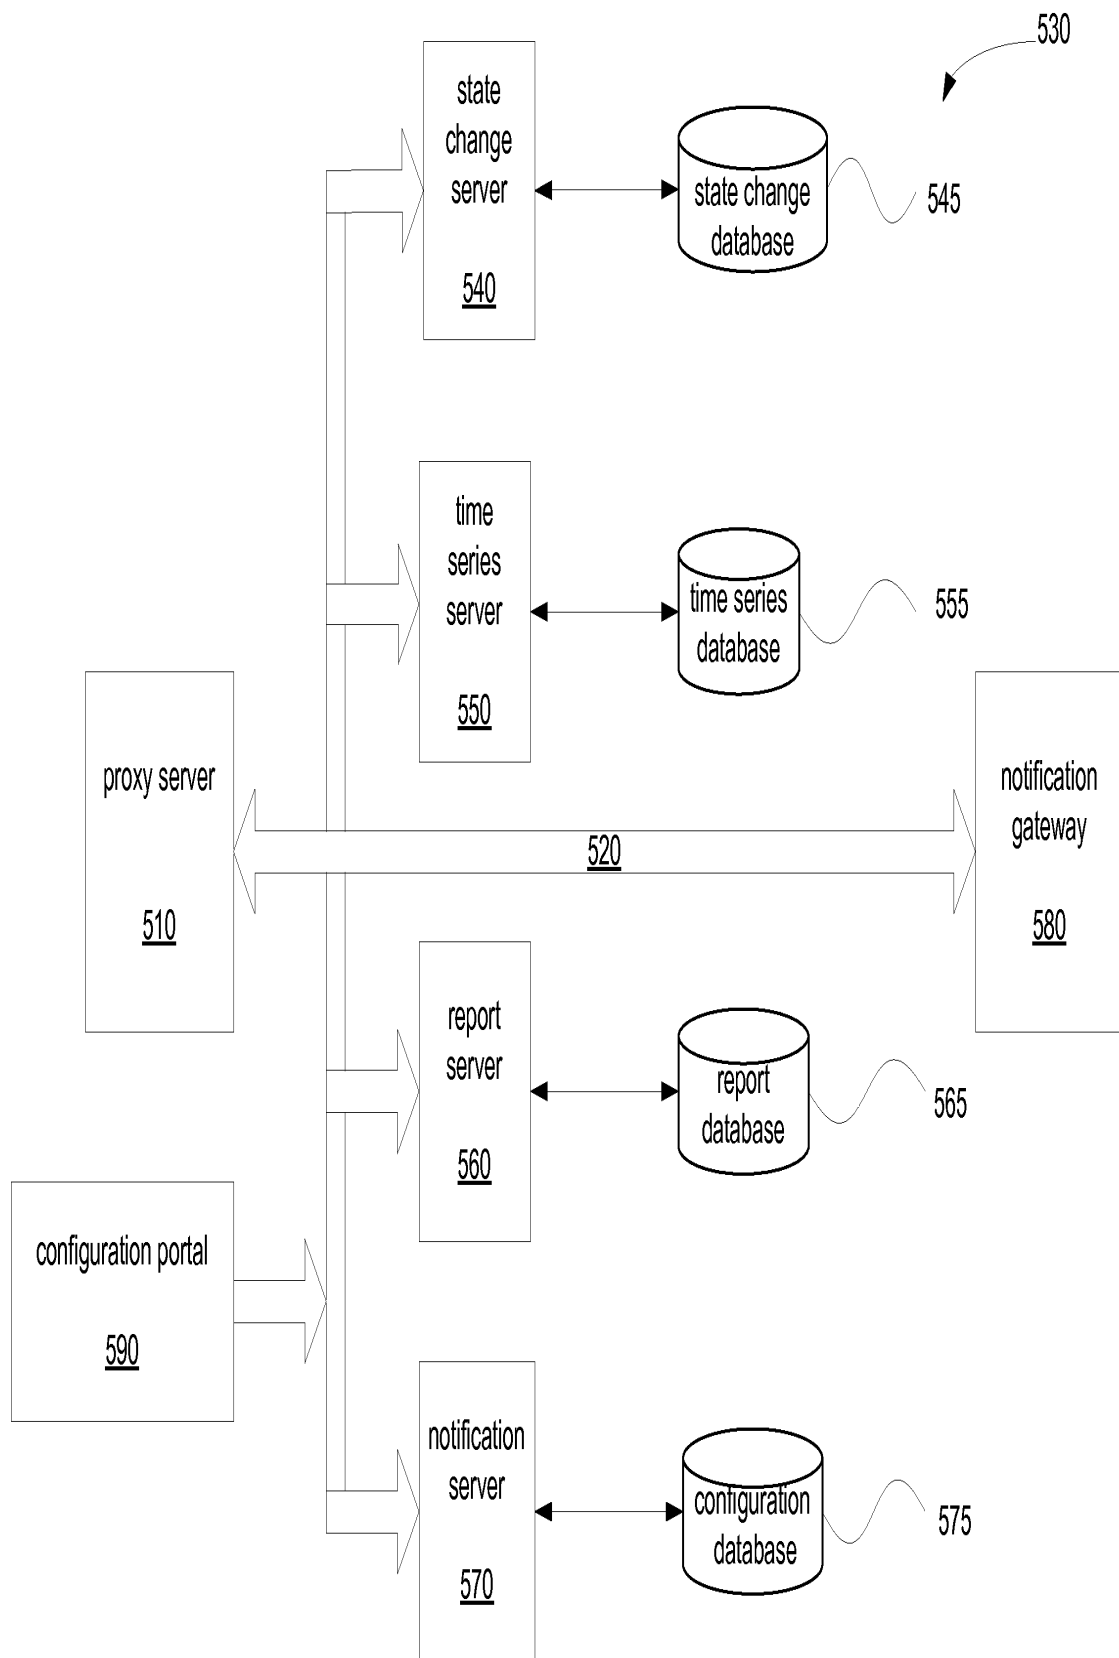 530
state
change
server
540
state change
database
545
time
series
server
550
time series
database
555
proxy server
510
520
notification
gateway
580
report
server
560
report
database
565
configuration portal
590
notification
server
570
configuration
database
575